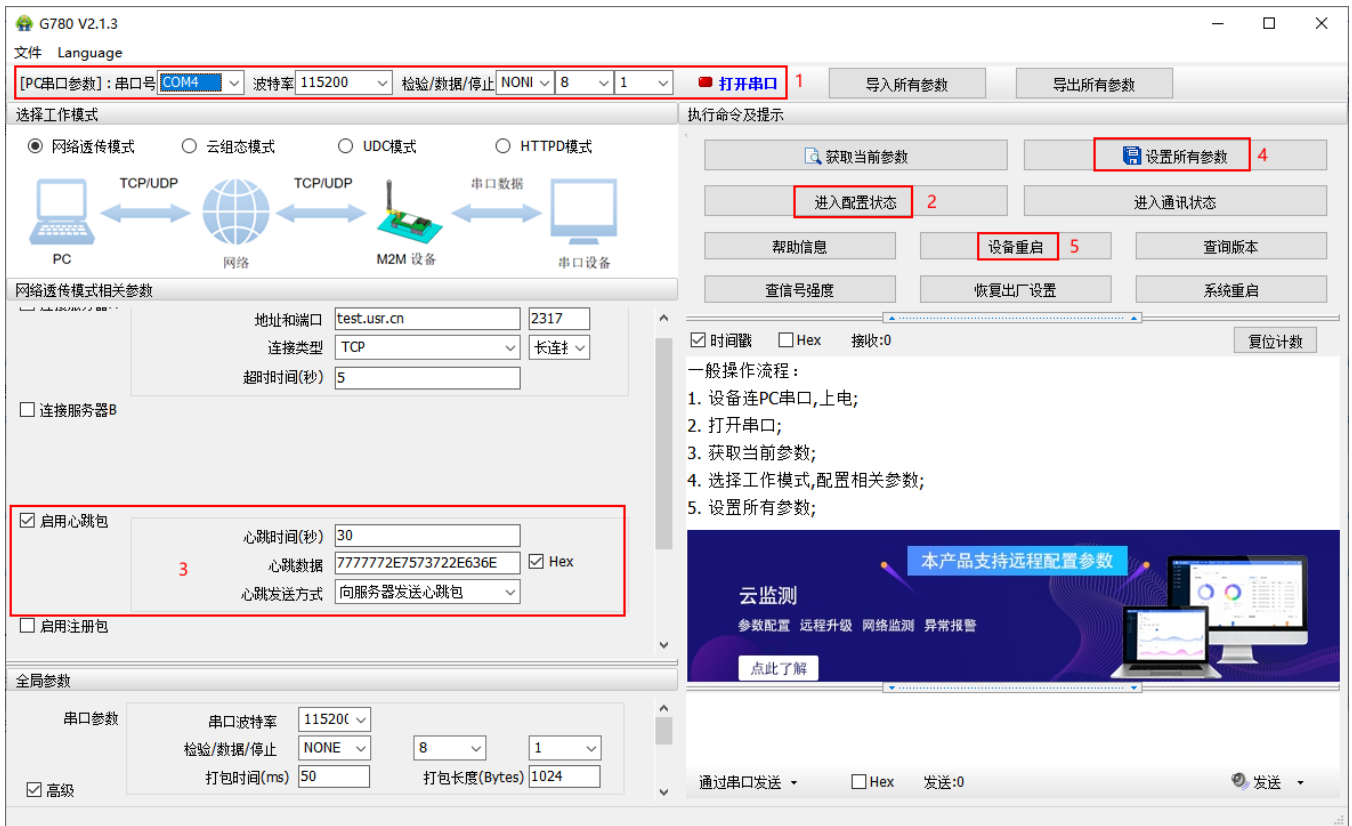 G780 V2.1.3
文件 Language
[PC串口参数]：串口号 COM4 波特率 115200 检验/数据/停止 NONI 8 1 打开串口 1 导入所有参数 导出所有参数
选择工作模式
网络透传模式 云组态模式 UDC模式 HTTPD模式
TCP/UDP TCP/UDP 串口数据
PC 网络 M2M 设备 串口设备
网络透传模式相关参数
地址和端口 test.usr.cn 2317
连接类型 TCP 长连
超时时间(秒) 5
连接服务器B
启用心跳包
心跳时间(秒) 30
3 心跳数据 7777772E7573722E636E Hex
心跳发送方式 向服务器发送心跳包
启用注册包
全局参数
串口参数 串口波特率 11520(
检验/数据/停止 NONE 8 1
打包时间(ms) 50 打包长度(Bytes) 1024
高级
执行命令及提示
获取当前参数 设置所有参数 4
进入配置状态 2 进入通讯状态
帮助信息 设备重启 5 查询版本
查信号强度 恢复出厂设置 系统重启
时间戳 Hex 接收:0 复位计数
一般操作流程：
1. 设备连PC串口,上电;
2. 打开串口;
3. 获取当前参数;
4. 选择工作模式,配置相关参数;
5. 设置所有参数;
本产品支持远程配置参数
云监测
参数配置 远程升级 网络监测 异常报警
点此了解
通过串口发送 Hex 发送:0 发送